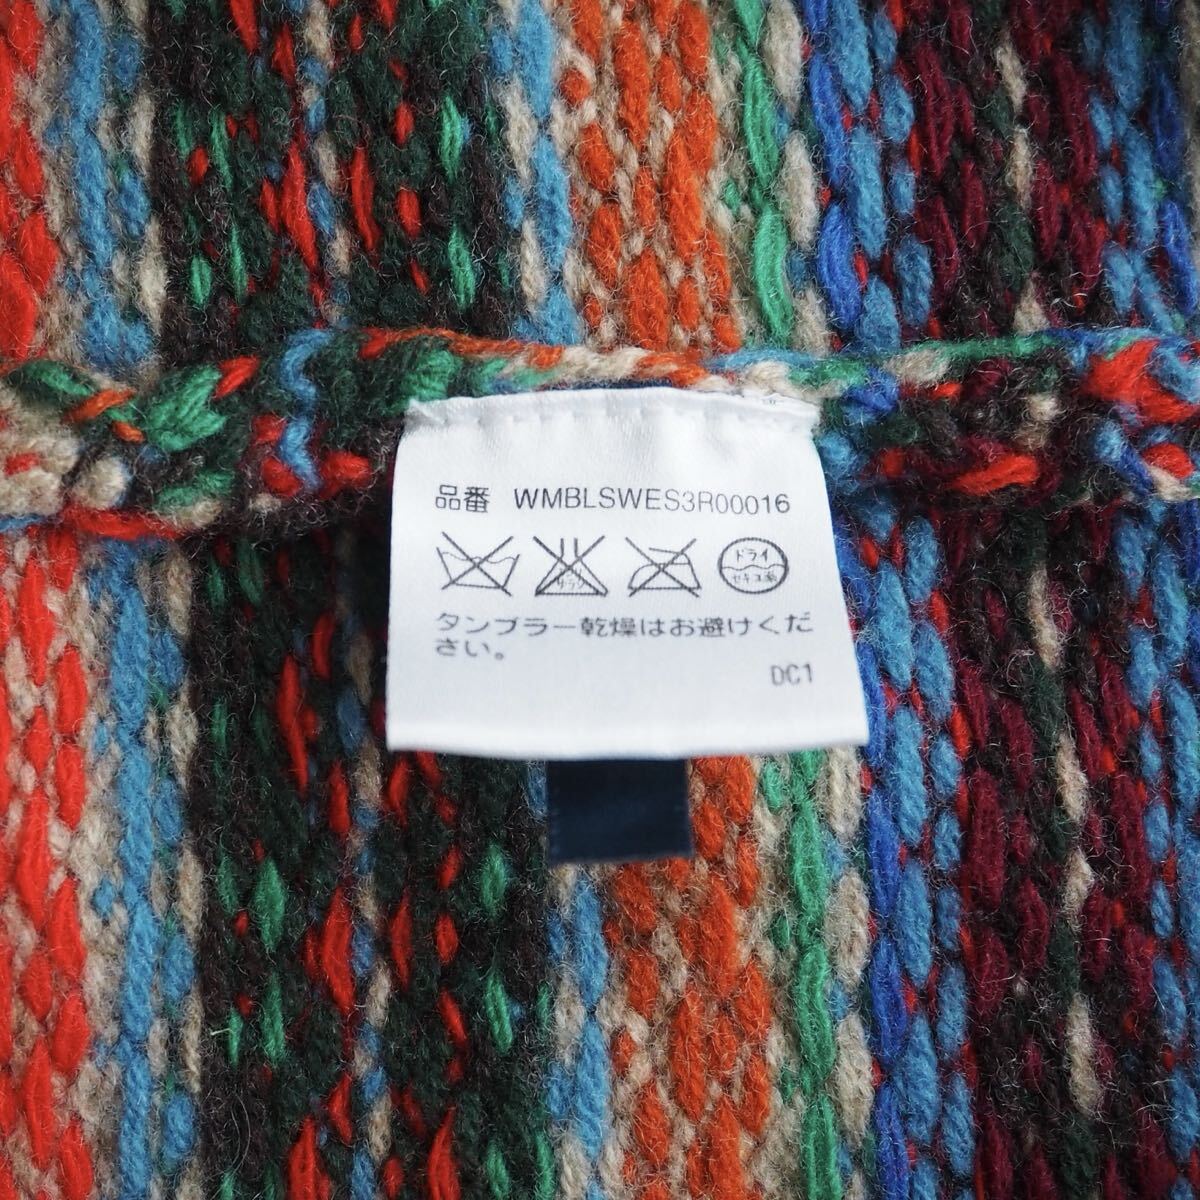 品番 WMBLSWES3R00016
ドライ
セキユ系
タンブラー乾燥はお避けくだ
さい。
DC1